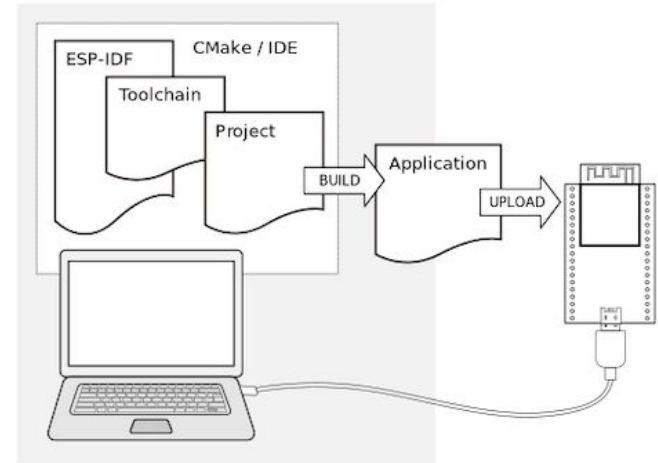 CMake / IDE
ESP-IDF
Toolchain
Project
BUILD
Application
UPLOAD